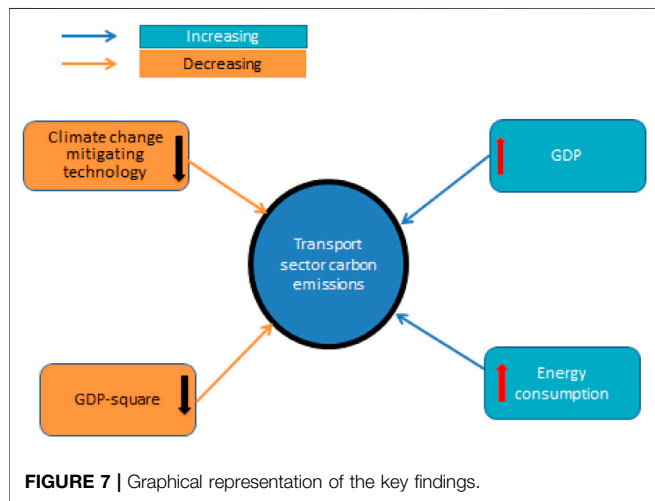 Increasing
Decreasing
Climate change
mitigating
technology
GDP
Transport
sector carbon
emissions
GDP-square
Energy
consumption
FIGURE 7 | Graphical representation of the key findings.